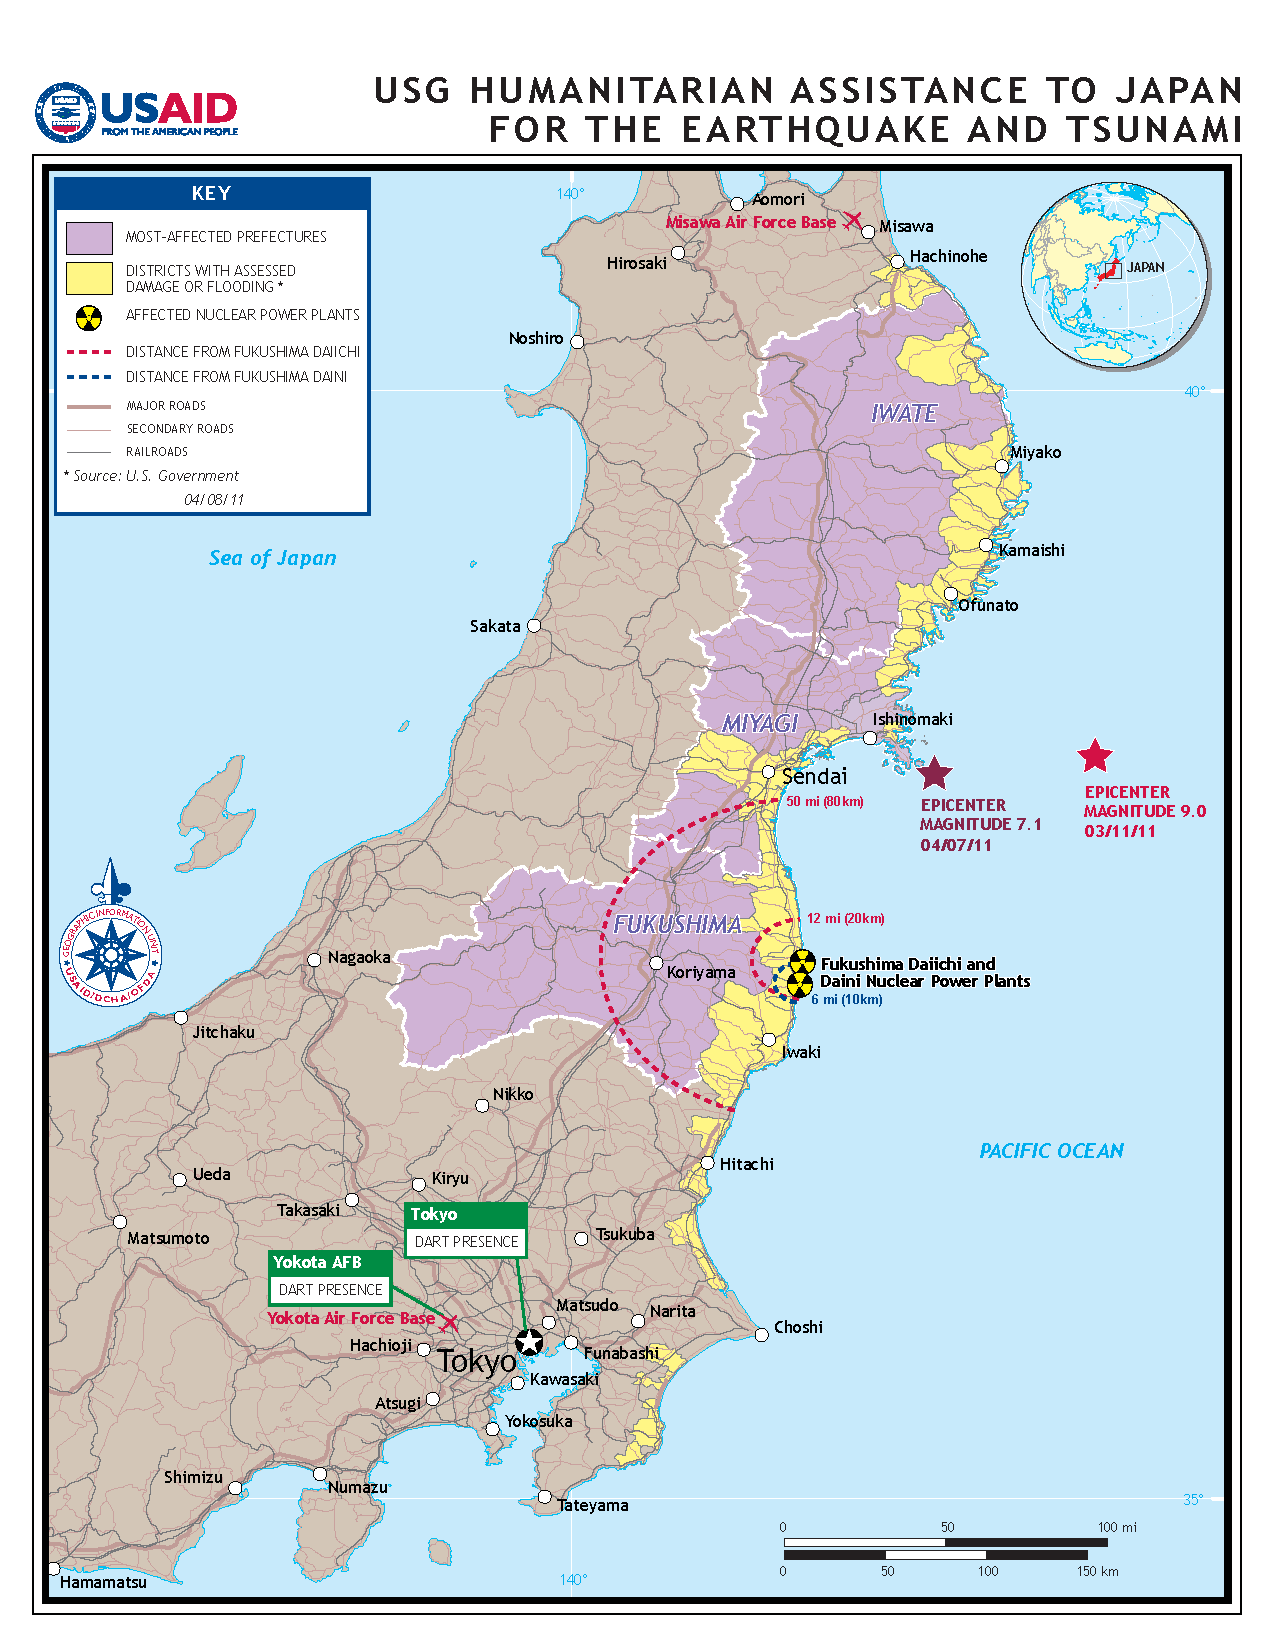 USG HUMANITARIAN ASSISTANCE TO JAPAN
FOR THE EARTHQUAKE AND TSUNAMI
USAID
USAID
FROM THE AMERICAN PEOPLE
KEY
MOST-AFFECTED PREFECTURES
DISTRICTS WITH ASSESSED
DAMAGE OR FLOODING *
AFFECTED NUCLEAR POWER PLANTS
DISTANCE FROM FUKUSHIMA DAIICHI
DISTANCE FROM FUKUSHIMA DAINI
MAJOR ROADS
SECONDARY ROADS
RAILROADS
* Source: U.S. Government
04/08/11
140°
Aomori
Misawa Air Force Base
Misawa
Hirosaki
Hachinohe
JAPAN
Noshiro
40°
IWATE
Miyako
Kamaishi
Sea of Japan
Ofunato
Sakata
MIYAGI
Ishinomaki
Sendai
50 mi (80km)
EPICENTER
MAGNITUDE 7.1
04/07/11
EPICENTER
MAGNITUDE 9.0
03/11/11
GEOGRAPHIC INFORMATION UNIT
USAID/DCHA/OFDA
FUKUSHIMA
12 mi (20km)
Nagaoka
Koriyama
Fukushima Daiichi and
Daini Nuclear Power Plants
6 mi (10km)
Jitchaku
Iwaki
Nikko
PACIFIC OCEAN
Hitachi
Ueda
Kiryu
Takasaki
Tokyo
DART PRESENCE
Matsumoto
Tsukuba
Yokota AFB
DART PRESENCE
Yokota Air Force Base
Matsudo
Narita
Choshi
Hachioji
Tokyo
Funabashi
Kawasaki
Atsugi
Yokosuka
Shimizu
Numazu
Tateyama
35°
0 50 100 mi
0 50 100 150 km
Hamamatsu
140°